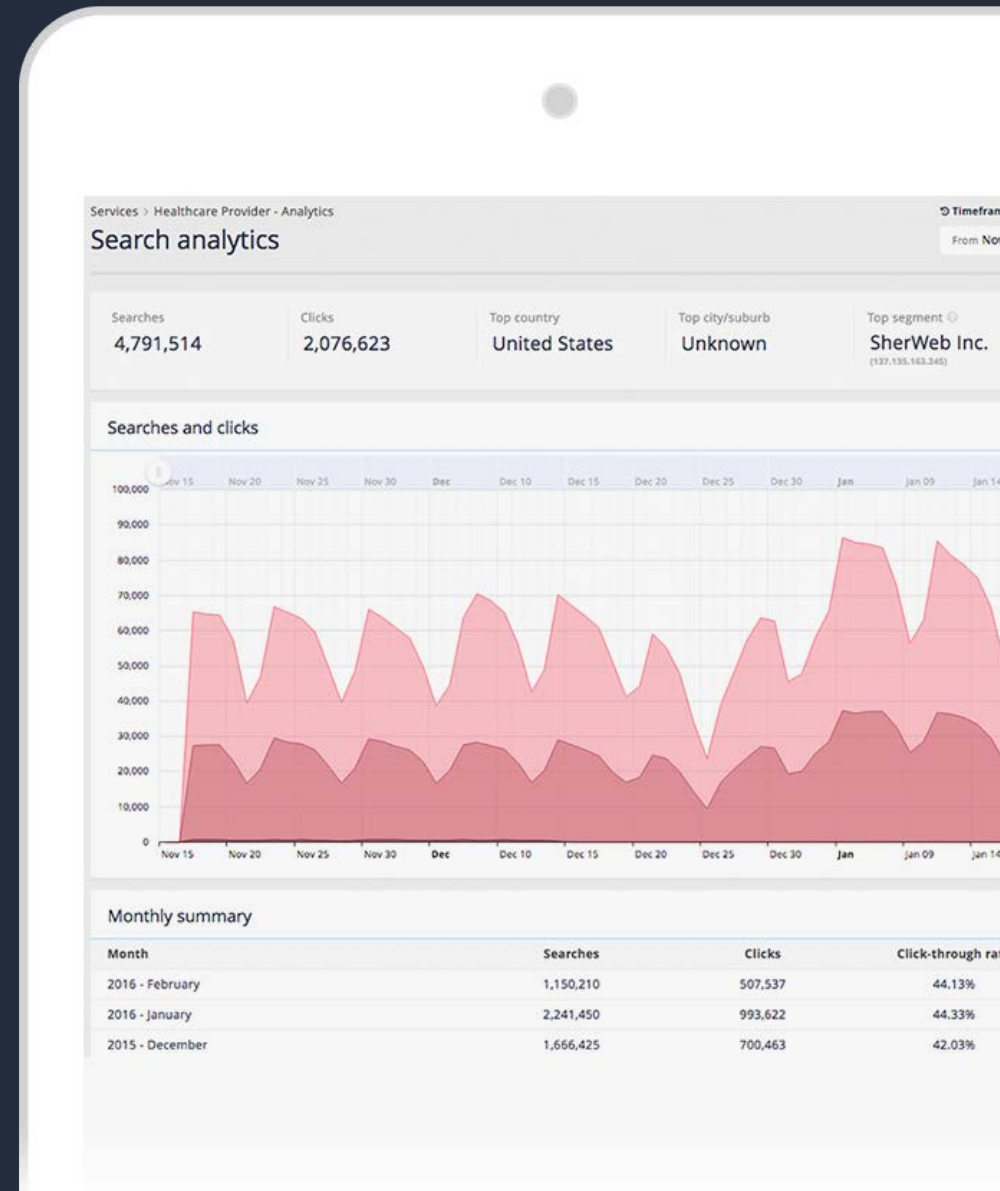 Services > Healthcare Provider - Analytics
Timefram
Search analytics
From Nov
Searches Clicks Top country Top city/suburb Top segment
4,791,514 2,076,623 United States Unknown SherWeb Inc.
(137.135.163.245)
Searches and clicks
Nov 15 Nov 20 Nov 25 Nov 30 Dec Dec 10 Dec 15 Dec 20 Dec 25 Dec 30 Jan Jan 09 Jan 14
100,000
90,000
80,000
70,000
60,000
50,000
40,000
30,000
20,000
10,000
0
Nov 15 Nov 20 Nov 25 Nov 30 Dec Dec 10 Dec 15 Dec 20 Dec 25 Dec 30 Jan Jan 09 Jan 14
Monthly summary
Month Searches Clicks Click-through rat
2016 - February 1,150,210 507,537 44.13%
2016 - January 2,241,450 993,622 44.33%
2015 - December 1,666,425 700,463 42.03%